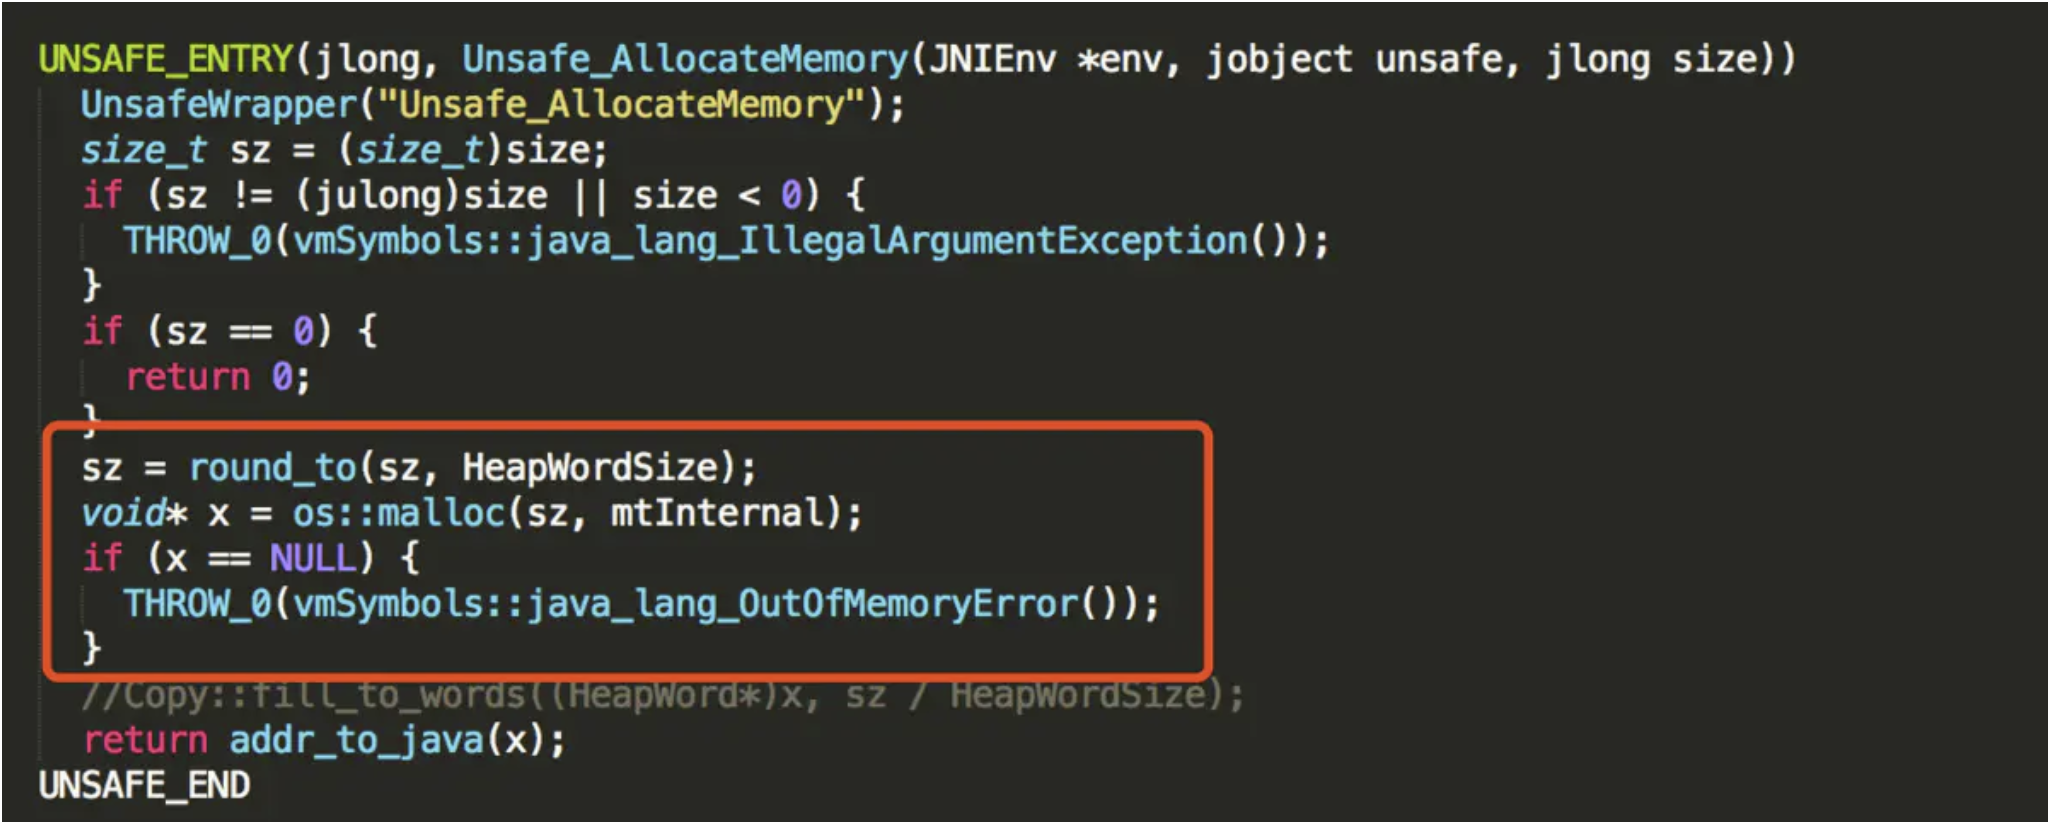 UNSAFE_ENTRY(jlong, Unsafe_AllocateMemory(JNIEnv *env, jobject unsafe, jlong size))
UnsafeWrapper("Unsafe_AllocateMemory");
size_t sz = (size_t)size;
if (sz != (julong)size || size < 0) {
THROW_0(vmSymbols::java_lang_IllegalArgumentException());
}
if (sz == 0) {
return 0;
}
sz = round_to(sz, HeapWordSize);
void* x = os::malloc(sz, mtInternal);
if (x == NULL) {
THROW_0(vmSymbols::java_lang_OutOfMemoryError());
}
//Copy::fill_to_words((HeapWord*)x, sz / HeapWordSize);
return addr_to_java(x);
UNSAFE_END